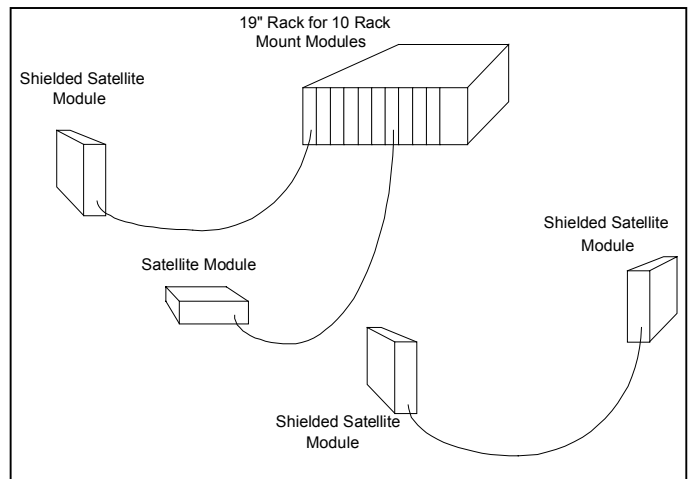 19" Rack for 10 Rack
Mount Modules
Shielded Satellite
Module
Shielded Satellite
Module
Satellite Module
Shielded Satellite
Module